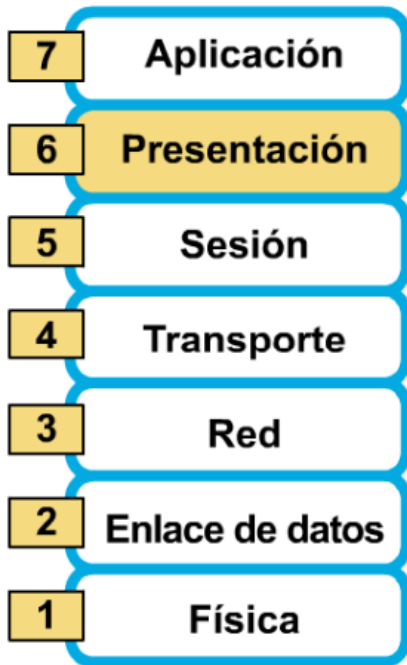 7 Aplicación
6 Presentación
5 Sesión
4 Transporte
3 Red
2 Enlace de datos
1 Física